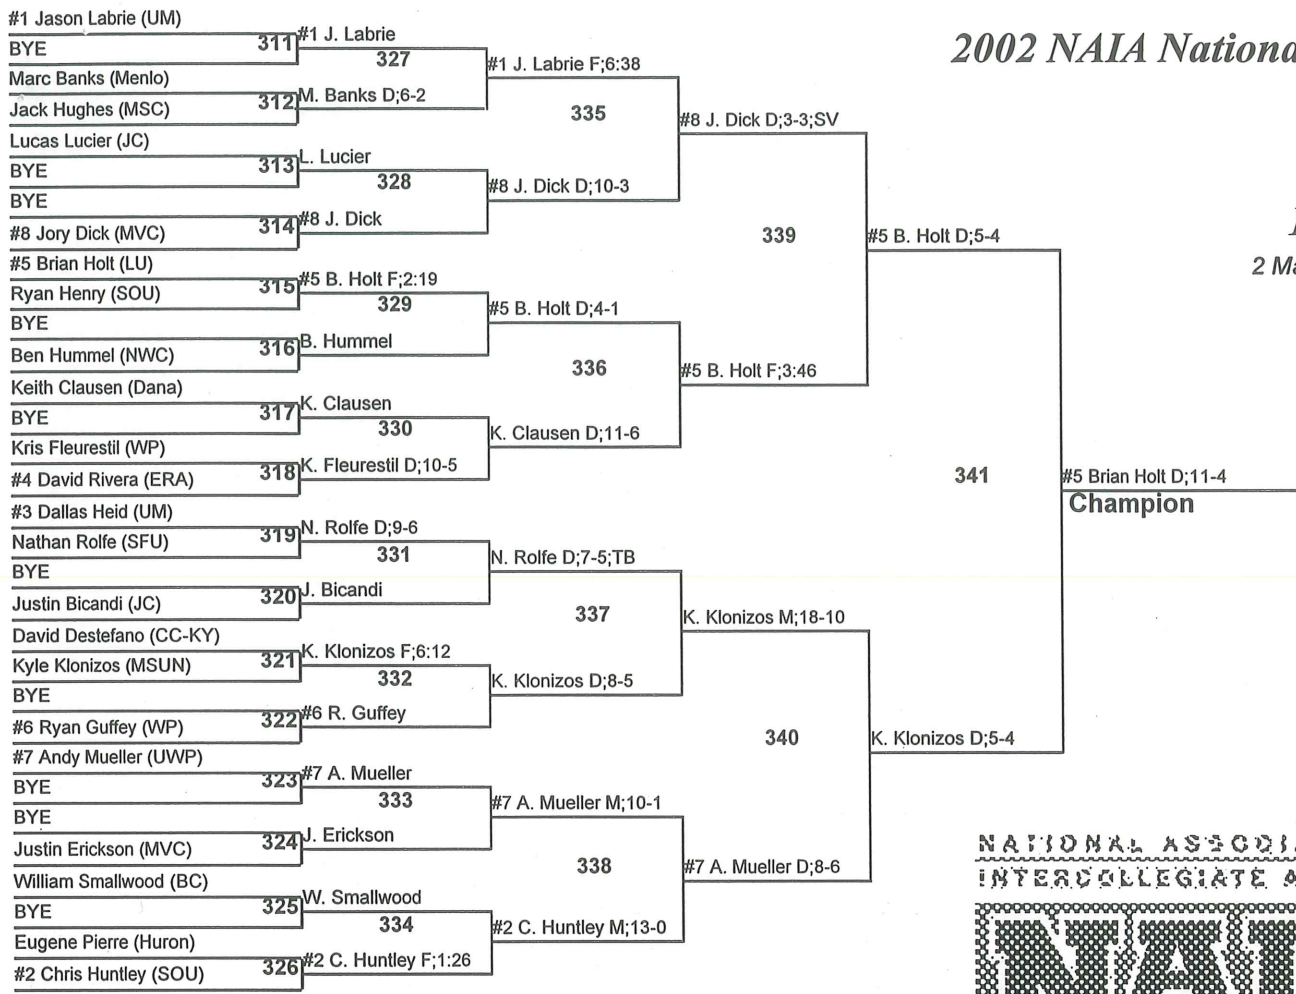 #1 Jason Labrie (UM)
BYE
Marc Banks (Menlo)
Jack Hughes (MSC)
Lucas Lucier (JC)
BYE
BYE
#8 Jory Dick (MVC)
#5 Brian Holt (LU)
Ryan Henry (SOU)
BYE
Ben Hummel (NWC)
Keith Clausen (Dana)
BYE
Kris Fleurestil (WP)
#4 David Rivera (ERA)
#3 Dallas Heid (UM)
Nathan Rolfe (SFU)
BYE
Justin Bicandi (JC)
David Destefano (CC-KY)
Kyle Klonizos (MSUN)
BYE
#6 Ryan Guffey (WP)
#7 Andy Mueller (UWP)
BYE
BYE
Justin Erickson (MVC)
William Smallwood (BC)
BYE
Eugene Pierre (Huron)
#2 Chris Huntley (SOU)
311
312
313
314
315
316
317
318
319
320
321
322
323
324
325
326
#1 J. Labrie
327
M. Banks D;6-2
L. Lucier
328
#8 J. Dick
#5 B. Holt F;2:19
329
B. Hummel
K. Clausen
330
K. Fleurestil D;10-5
N. Rolfe D;9-6
331
J. Bicandi
K. Klonizos F;6:12
332
#6 R. Guffey
#7 A. Mueller
333
J. Erickson
W. Smallwood
334
#2 C. Huntley F;1:26
#1 J. Labrie F;6:38
335
#8 J. Dick D;10-3
#5 B. Holt D;4-1
336
K. Clausen D;11-6
N. Rolfe D;7-5;TB
337
K. Klonizos D;8-5
#7 A. Mueller M;10-1
338
#2 C. Huntley M;13-0
#8 J. Dick D;3-3;SV
339
#5 B. Holt F;3:46
K. Klonizos M;18-10
340
#7 A. Mueller D;8-6
#5 B. Holt D;5-4
341
K. Klonizos D;5-4
#5 Brian Holt D;11-4
Champion
2002 NAIA Nationa
2 Ma
NATIONAL ASSOCI
INTERCOLLEGIATE A
NAI